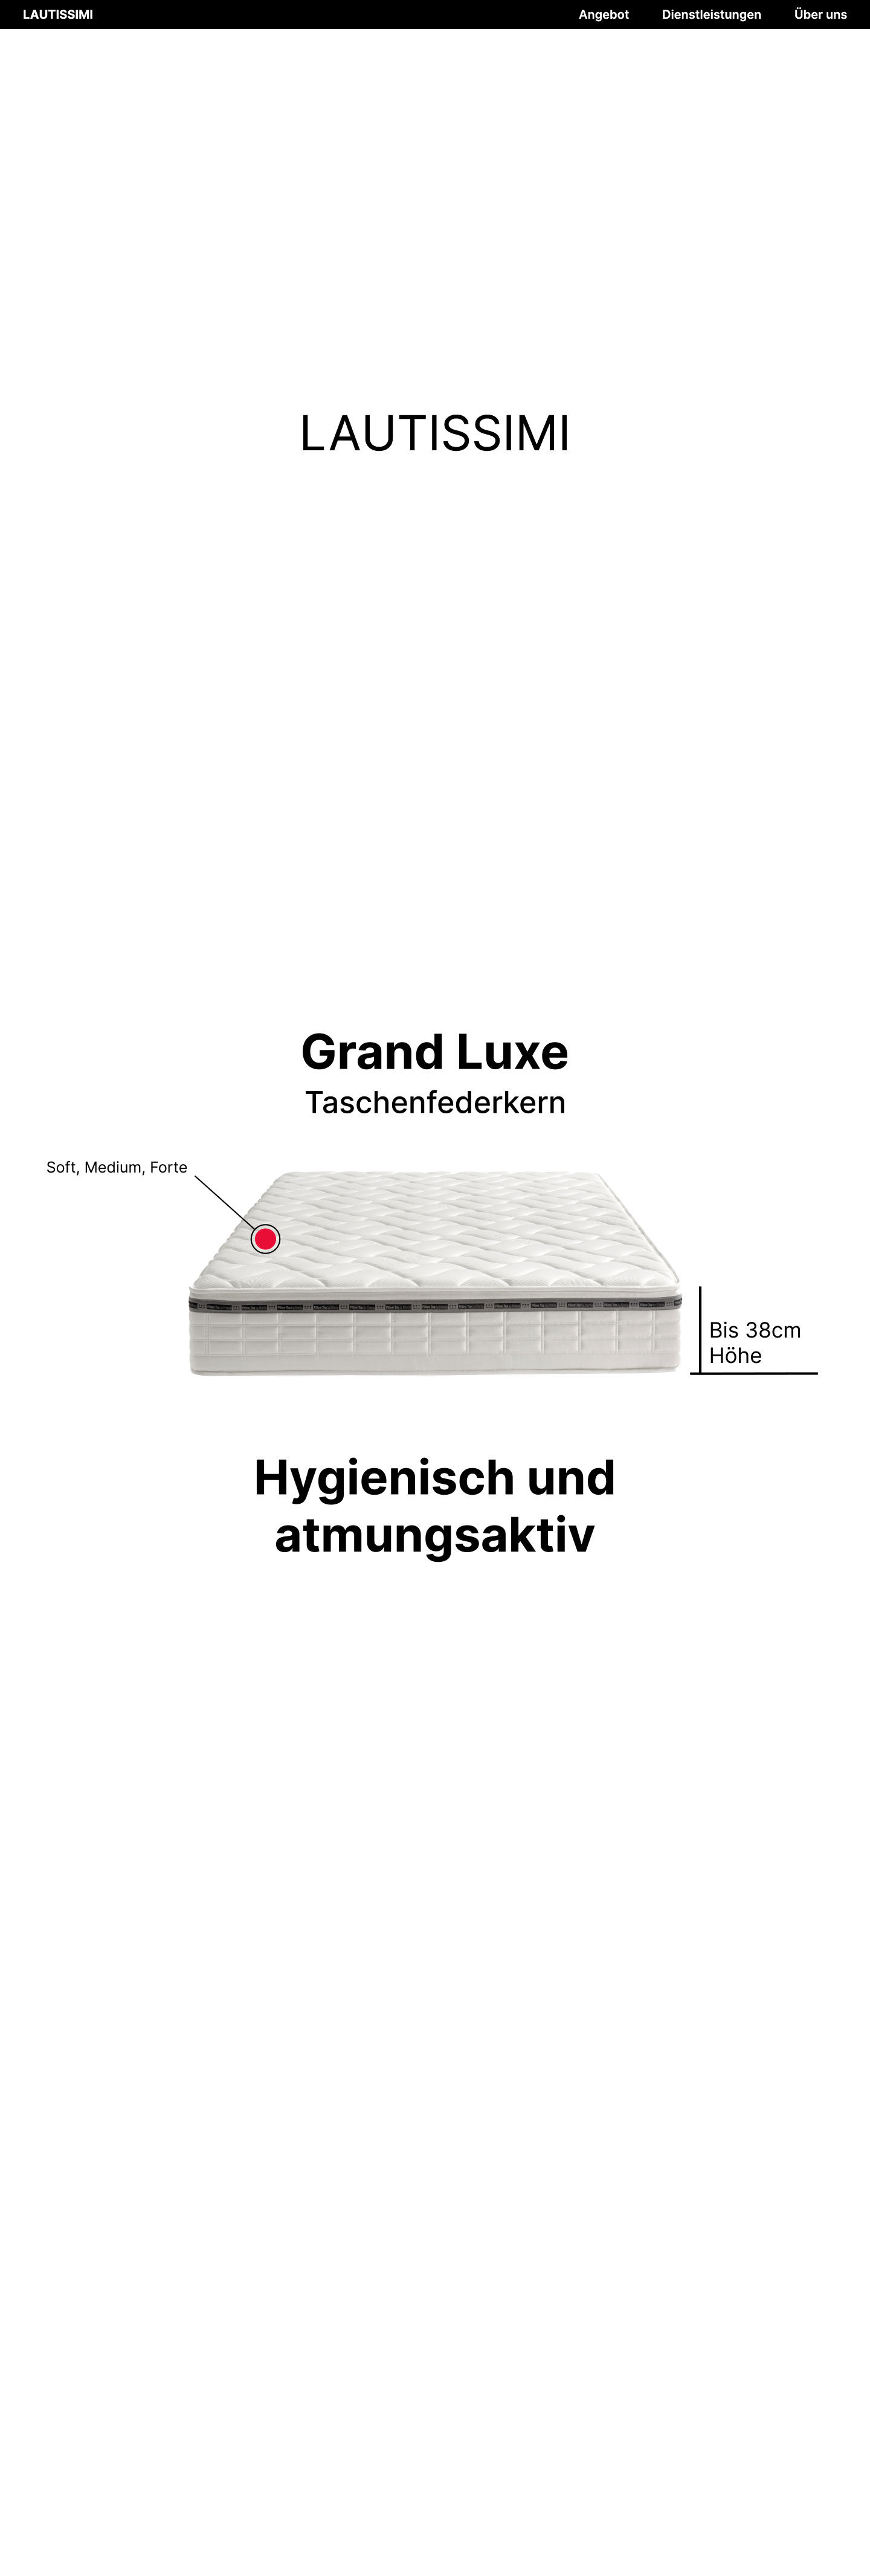 LAUTISSIMI
Angebot
Dienstleistungen
Über uns
LAUTISSIMI
Grand Luxe
Taschenfederkern
Soft, Medium, Forte
Bis 38cm
Höhe
Hygienisch und
atmungsaktiv